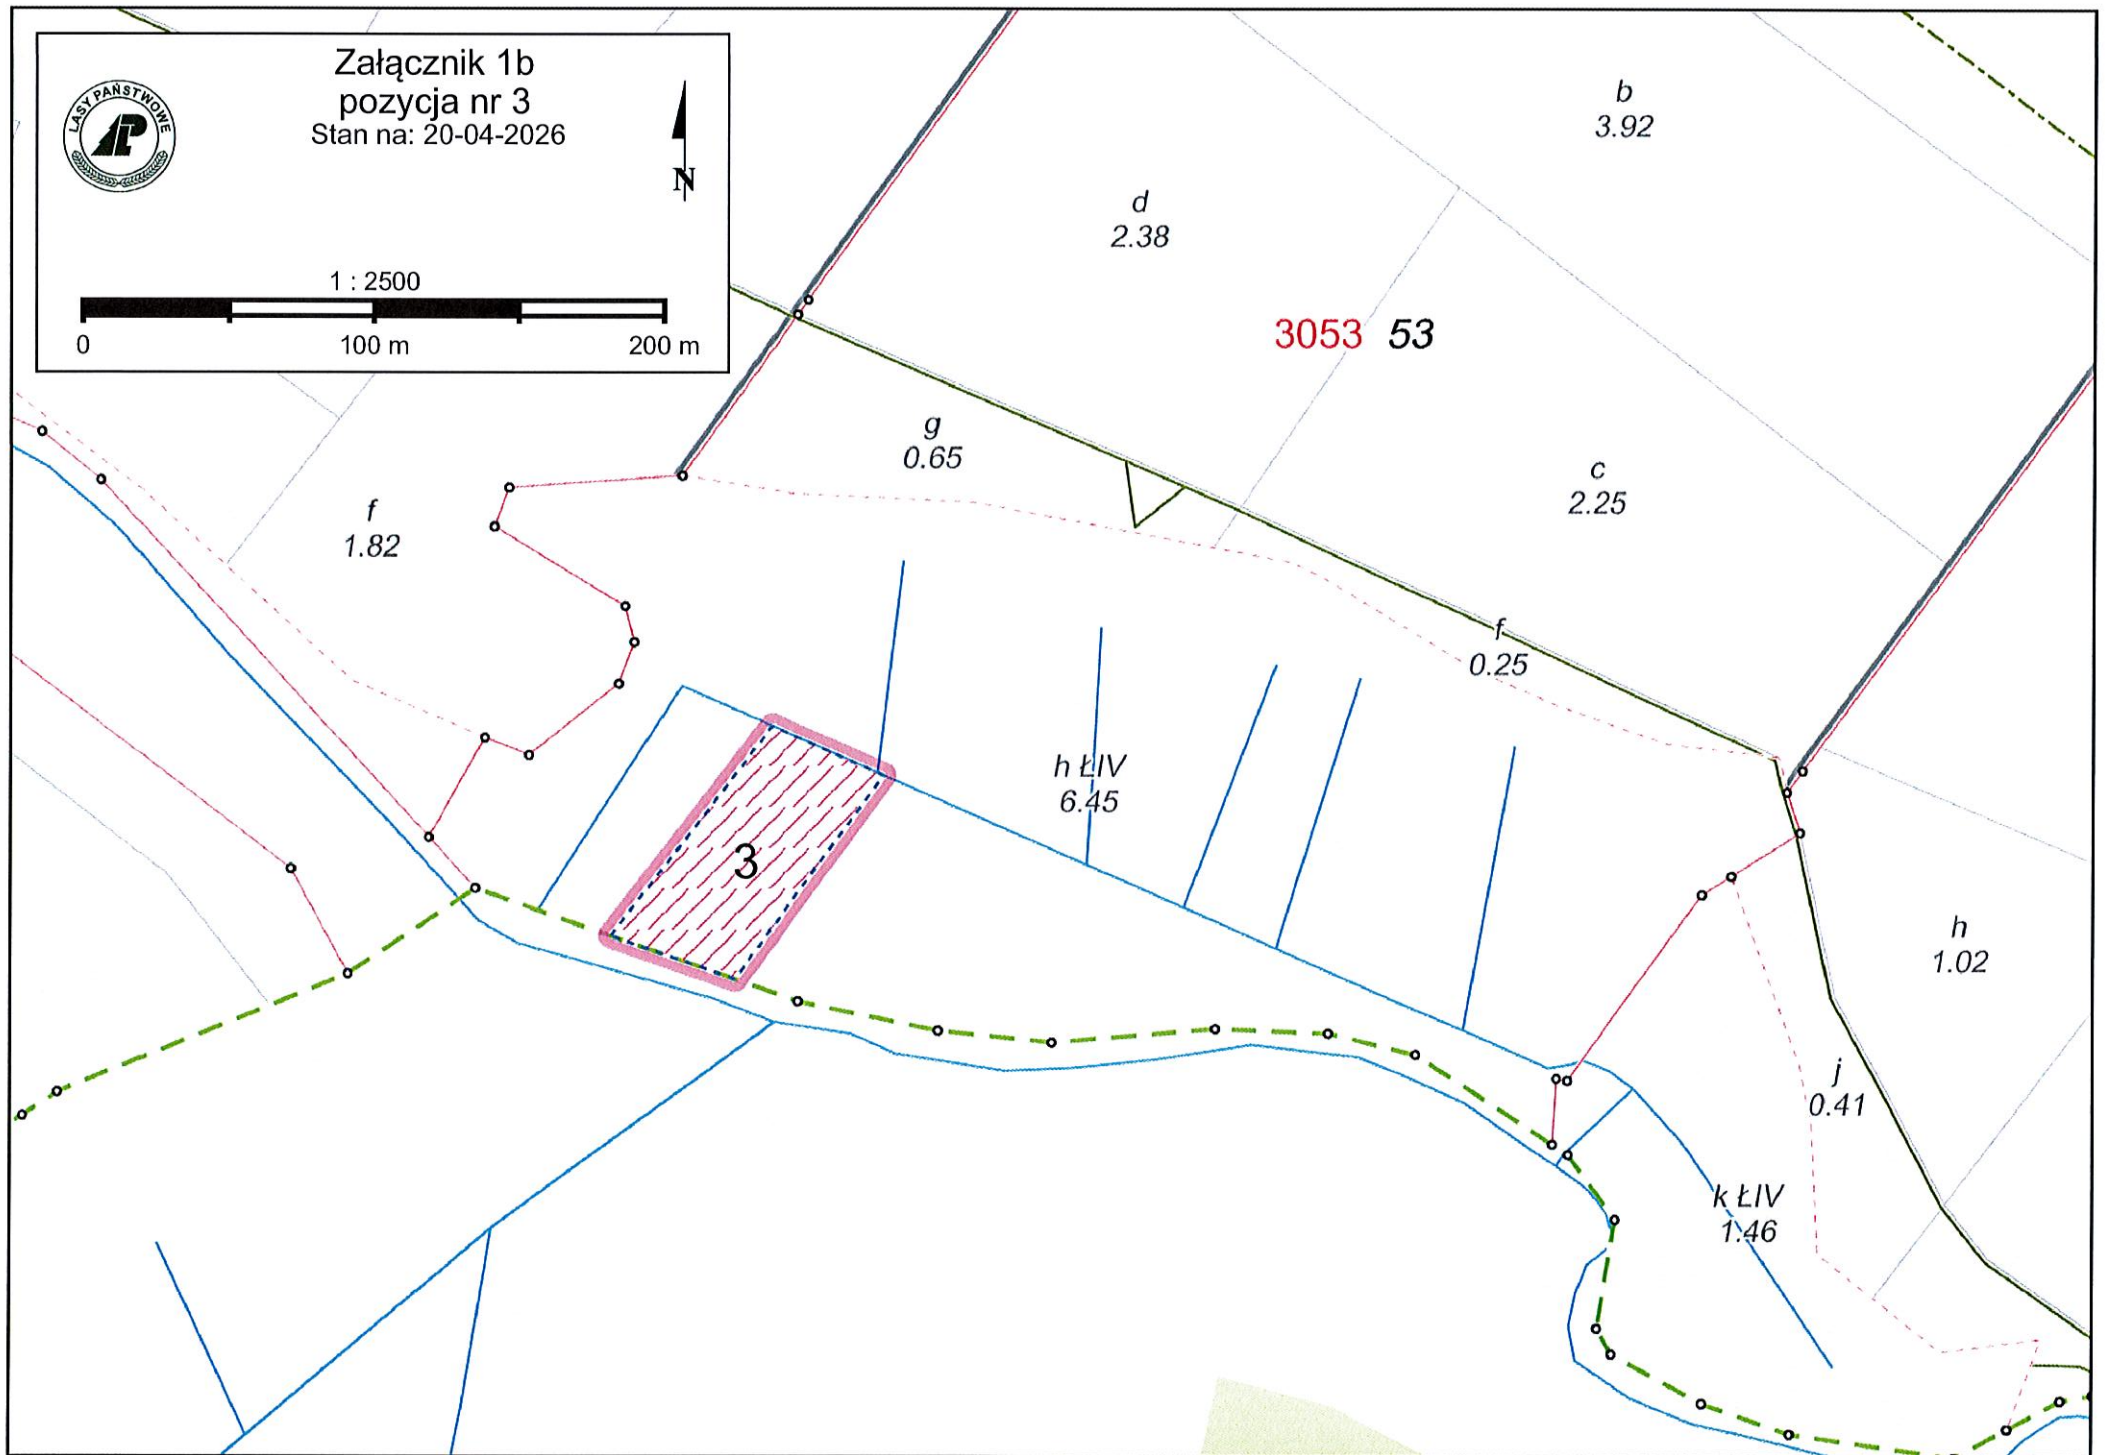 Załącznik 1b
pozycja nr 3
Stan na: 20-04-2026
LASY PAŃSTWOWE
LP
N
1 : 2500
0 100 m 200 m
b
3.92
d
2.38
3053 53
g
0.65
c
2.25
f
1.82
f
0.25
h ŁIV
6.45
3
h
1.02
j
0.41
k ŁIV
1.46